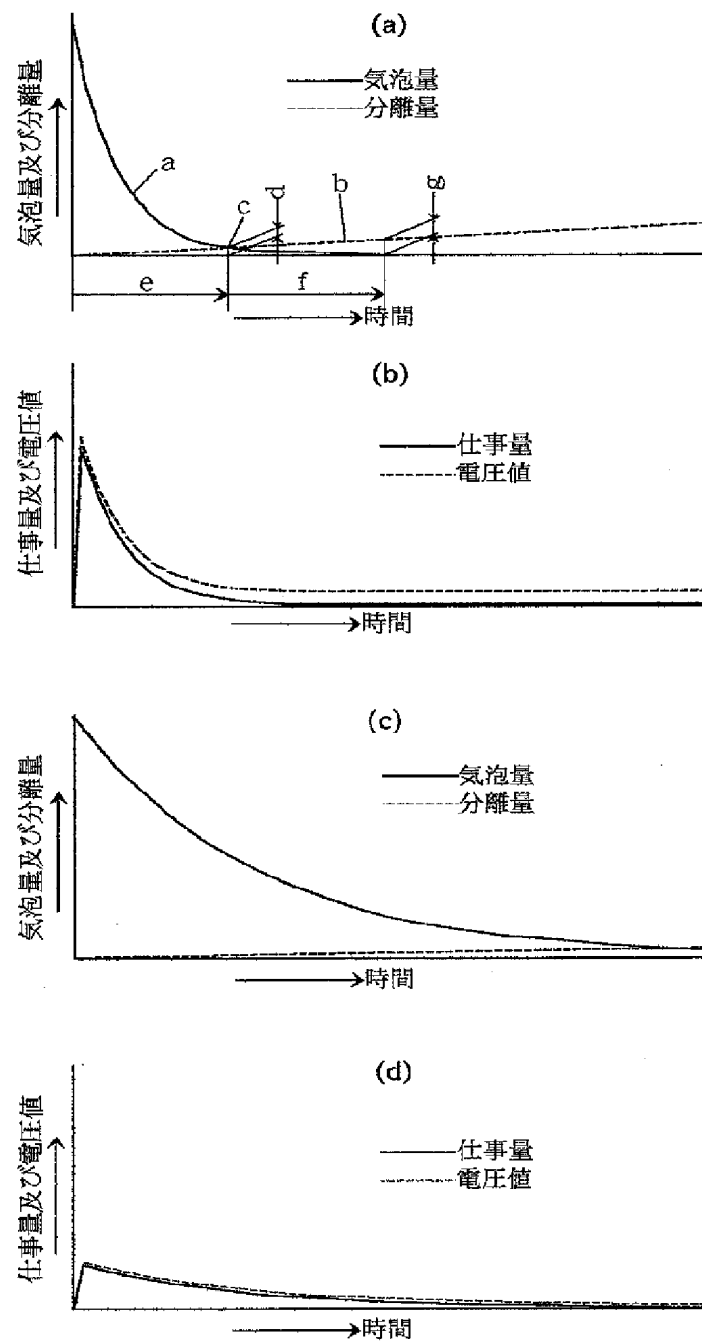 (a)
気泡量
分離量
気泡量及び分離量
a
c
d
b
g
e
f
時間
(b)
仕事量
電圧値
仕事量及び電圧値
時間
(c)
気泡量
分離量
気泡量及び分離量
時間
(d)
仕事量
電圧値
仕事量及び電圧値
時間